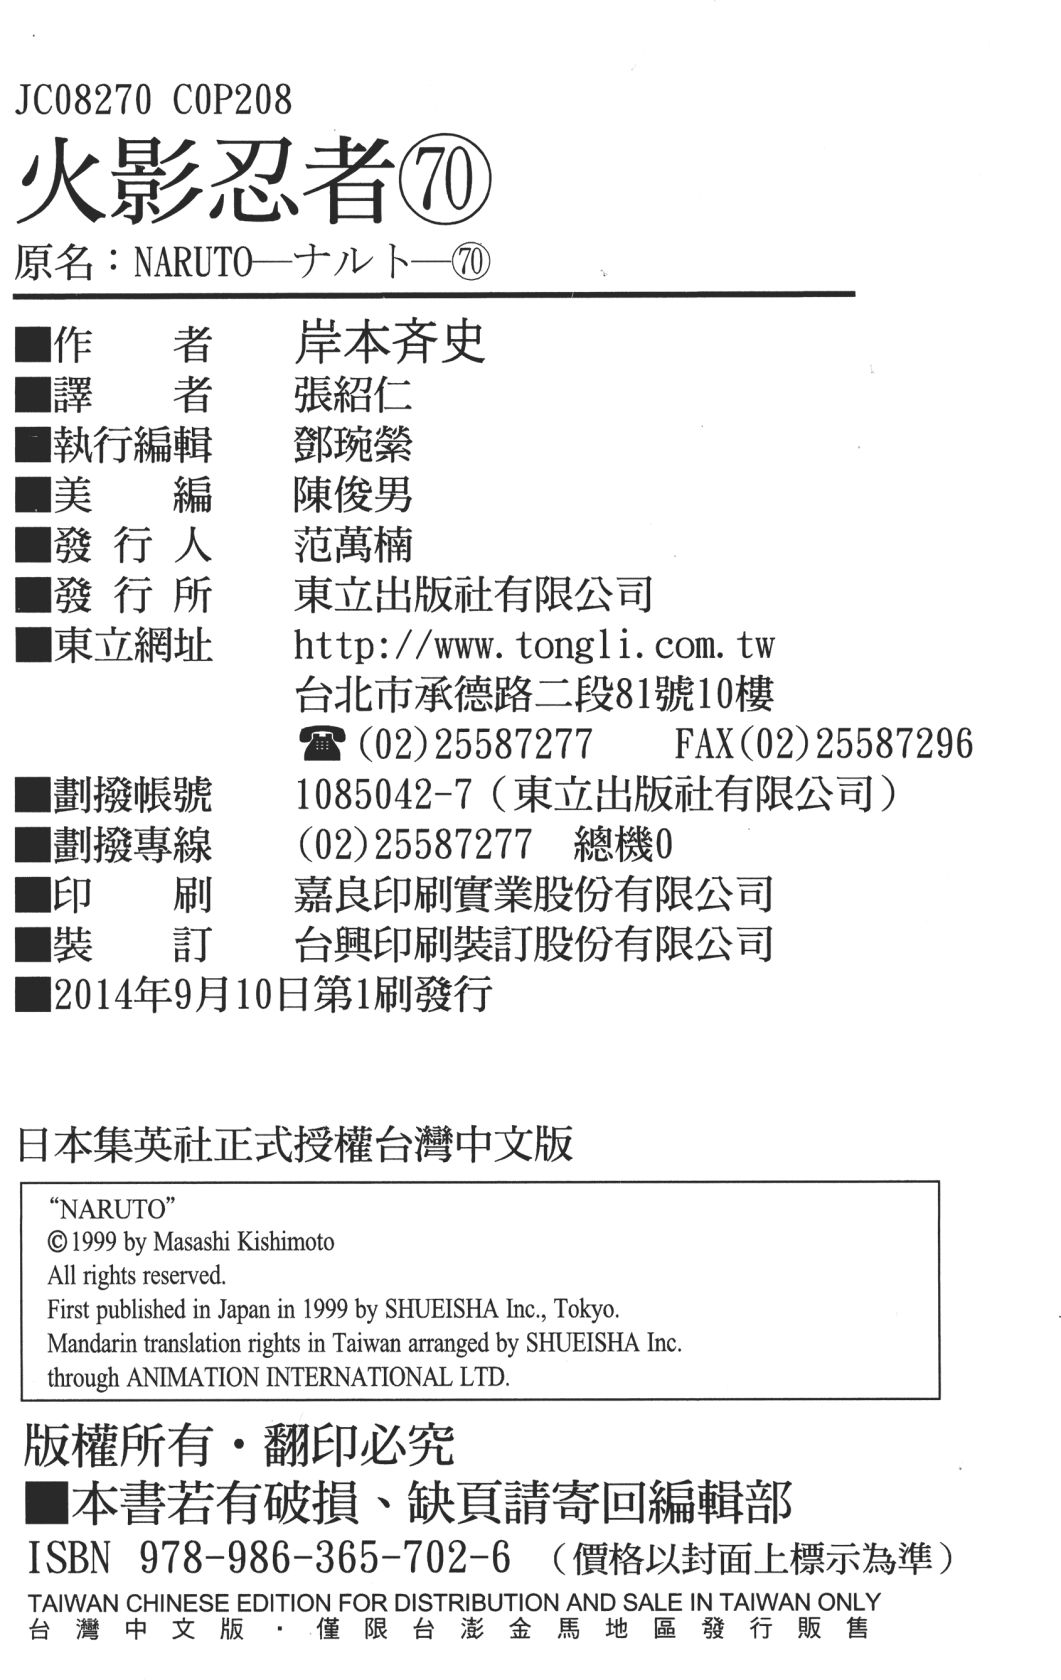 JC08270 COP208
火影忍者⑦⓪
原名：NARUTO—ナルト—⑦⓪
■作者 岸本斉史
■譯者 張紹仁
■執行編輯 鄧琬縈
■美編 陳俊男
■發行人 范萬楠
■發行所 東立出版社有限公司
■東立網址 http://www.tongli.com.tw
台北市承德路二段81號10樓
☎(02)25587277 FAX(02)25587296
■劃撥帳號 1085042-7（東立出版社有限公司）
■劃撥專線 (02)25587277 總機0
■印刷 嘉良印刷實業股份有限公司
■裝訂 台興印刷裝訂股份有限公司
■2014年9月10日第1刷發行
日本集英社正式授權台灣中文版
“NARUTO”
©1999 by Masashi Kishimoto
All rights reserved.
First published in Japan in 1999 by SHUEISHA Inc., Tokyo.
Mandarin translation rights in Taiwan arranged by SHUEISHA Inc.
through ANIMATION INTERNATIONAL LTD.
版權所有・翻印必究
■本書若有破損、缺頁請寄回編輯部
ISBN 978-986-365-702-6 （價格以封面上標示為準）
TAIWAN CHINESE EDITION FOR DISTRIBUTION AND SALE IN TAIWAN ONLY
台灣中文版・僅限台澎金馬地區發行販售